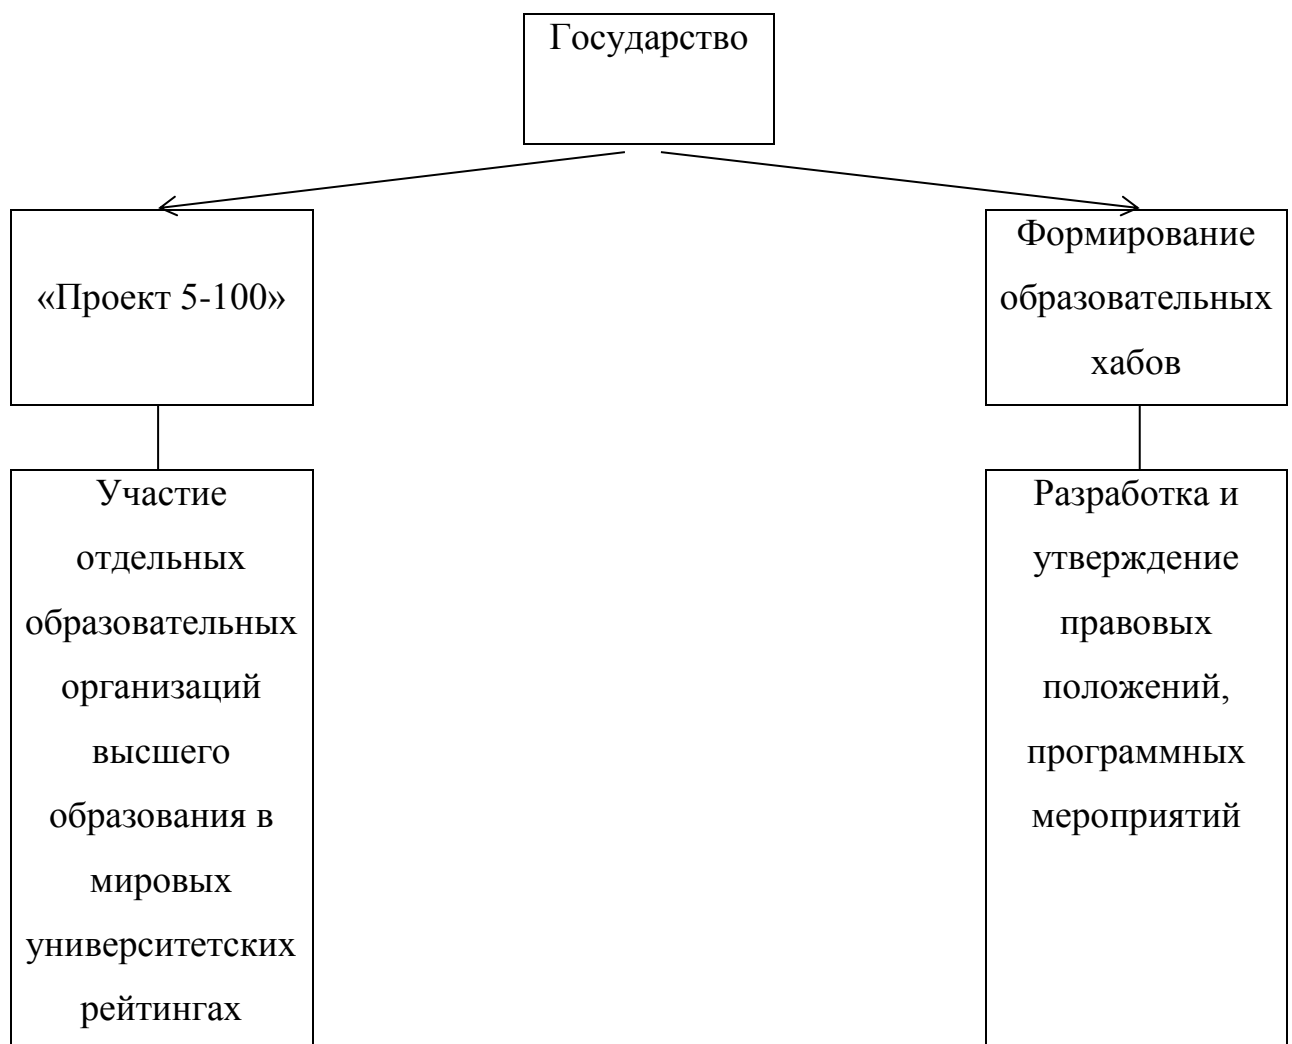 Государство
«Проект 5-100»
Формирование
образовательных
хабов
Участие
отдельных
образовательных
организаций
высшего
образования в
мировых
университетских
рейтингах
Разработка и
утверждение
правовых
положений,
программных
мероприятий